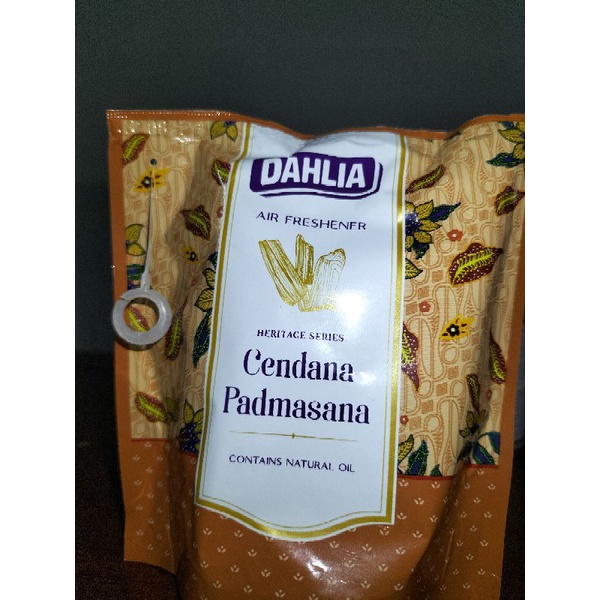 DAHLIA
AIR FRESHENER
HERITAGE SERIES
Cendana
Padmasana
CONTAINS NATURAL OIL